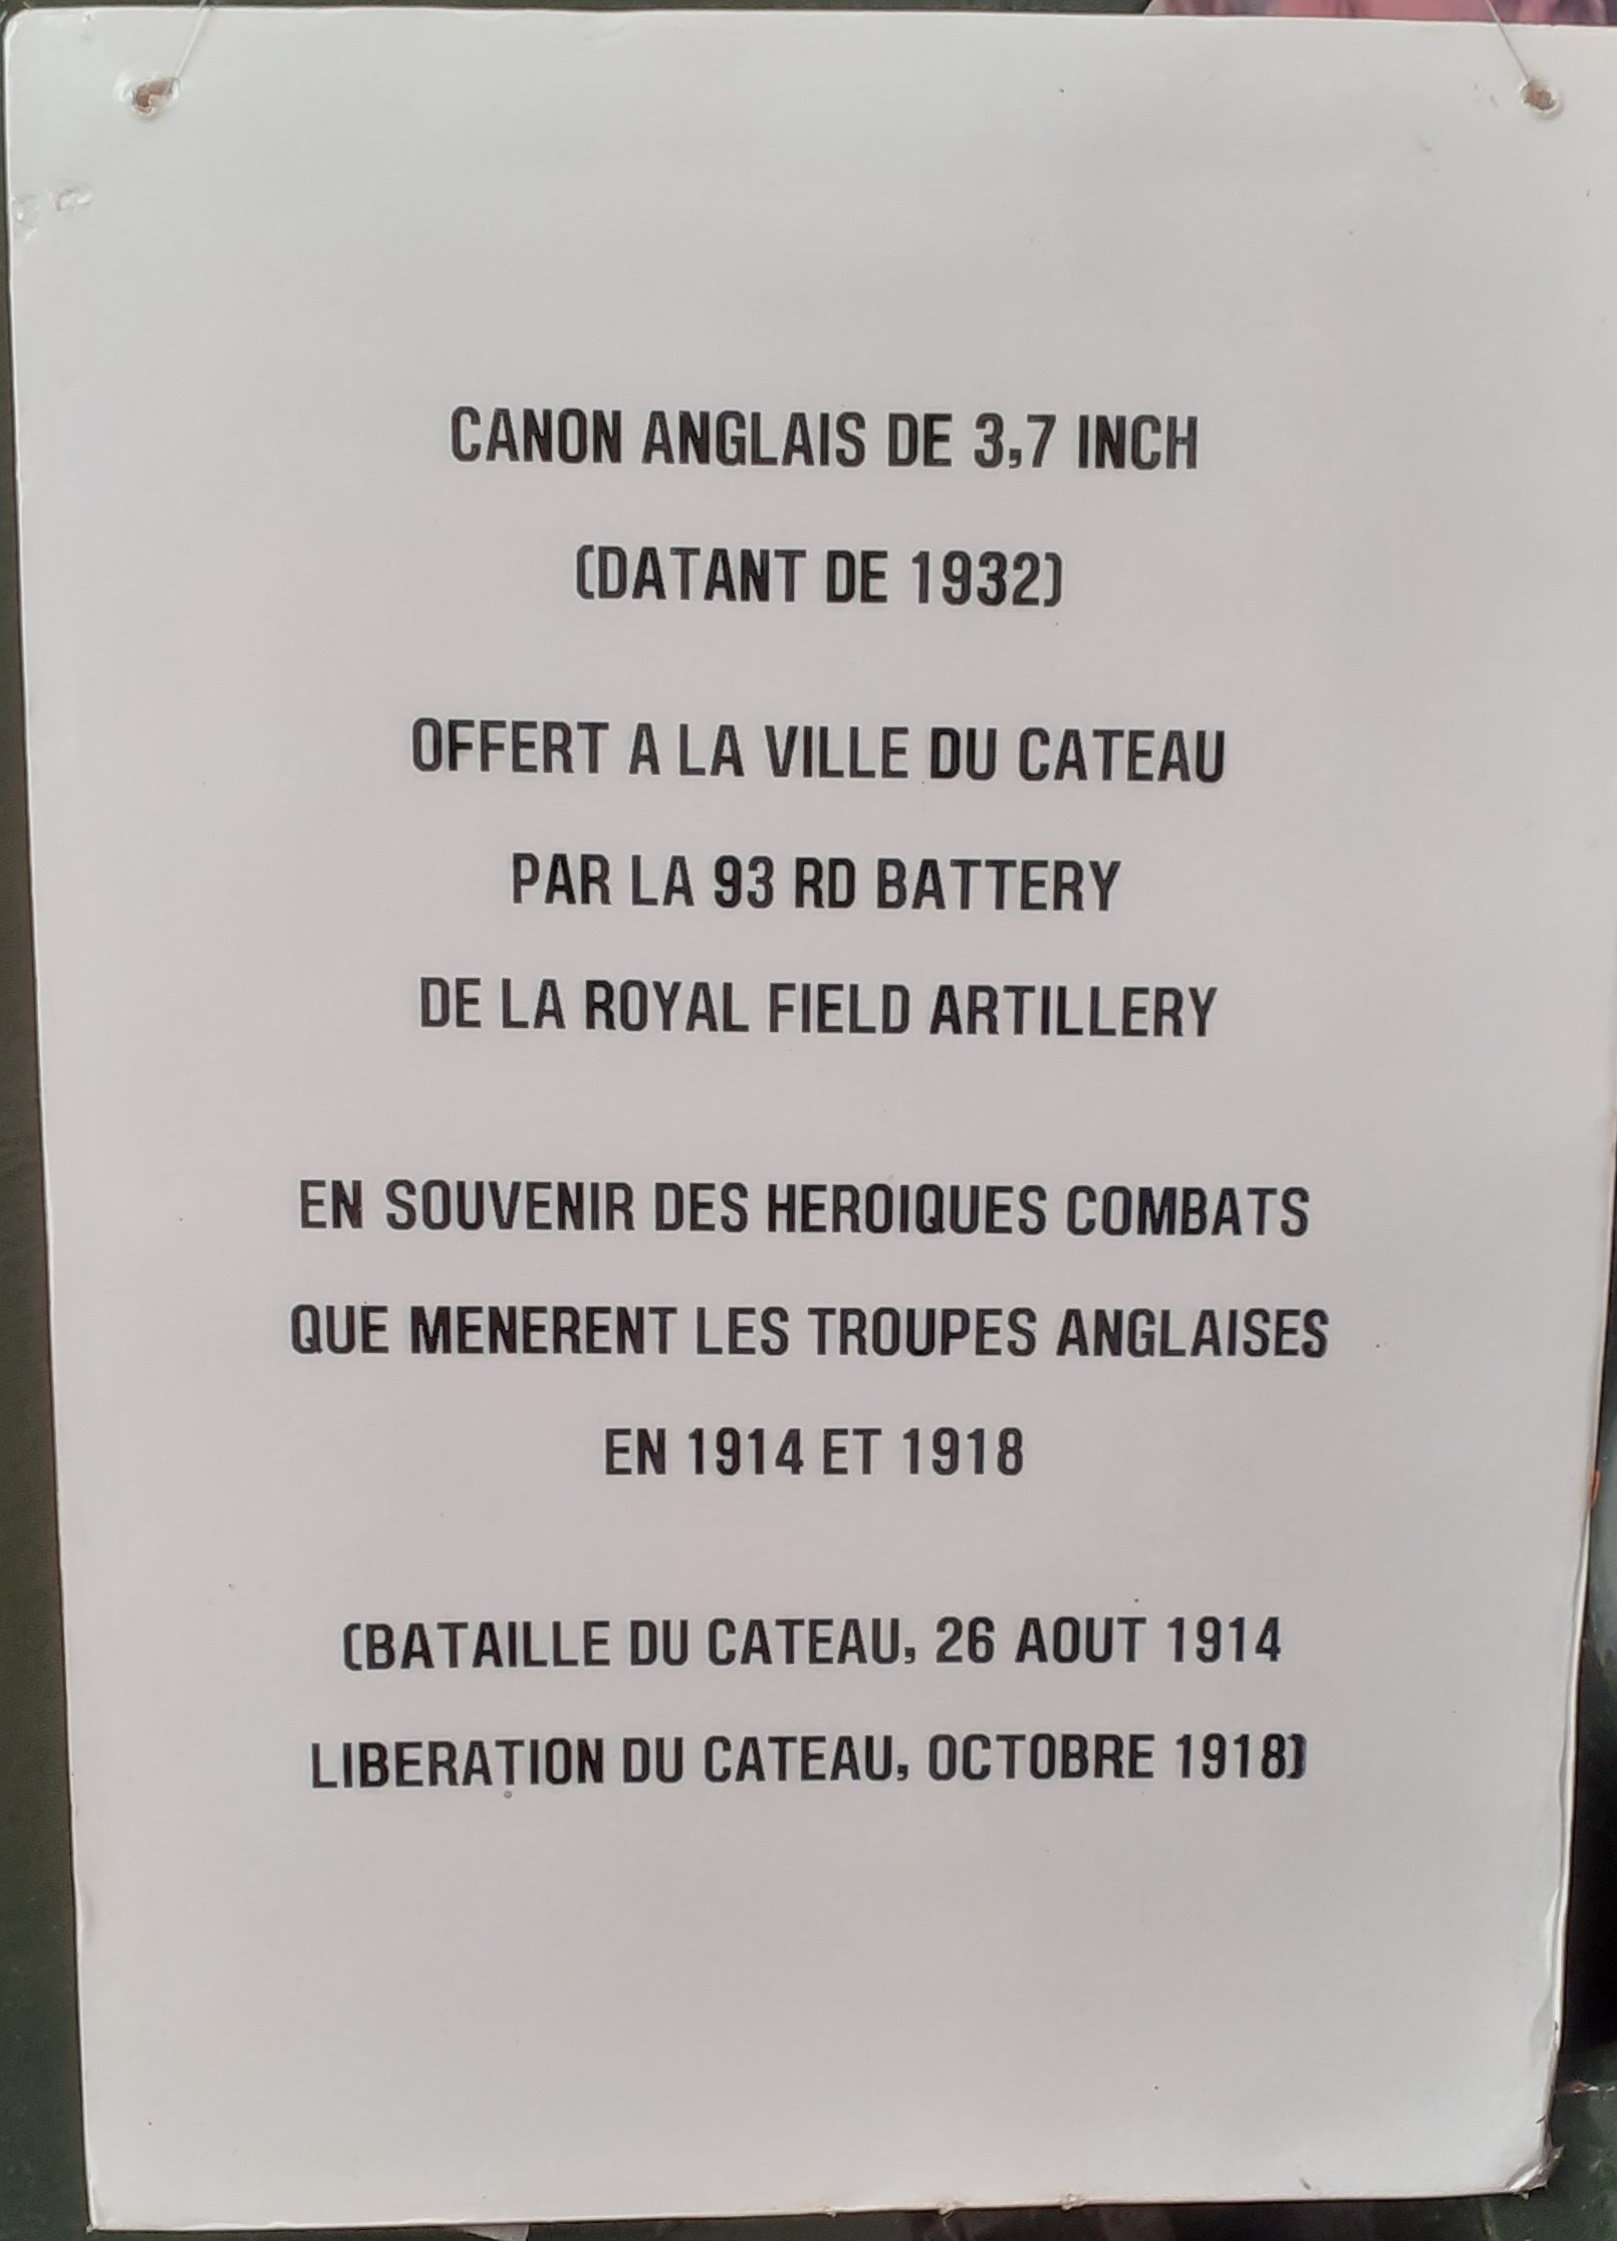 CANON ANGLAIS DE 3,7 INCH
(DATANT DE 1932)
OFFERT A LA VILLE DU CATEAU
PAR LA 93 RD BATTERY
DE LA ROYAL FIELD ARTILLERY
EN SOUVENIR DES HEROIQUES COMBATS
QUE MENERENT LES TROUPES ANGLAISES
EN 1914 ET 1918
(BATAILLE DU CATEAU, 26 AOUT 1914
LIBERATION DU CATEAU, OCTOBRE 1918)